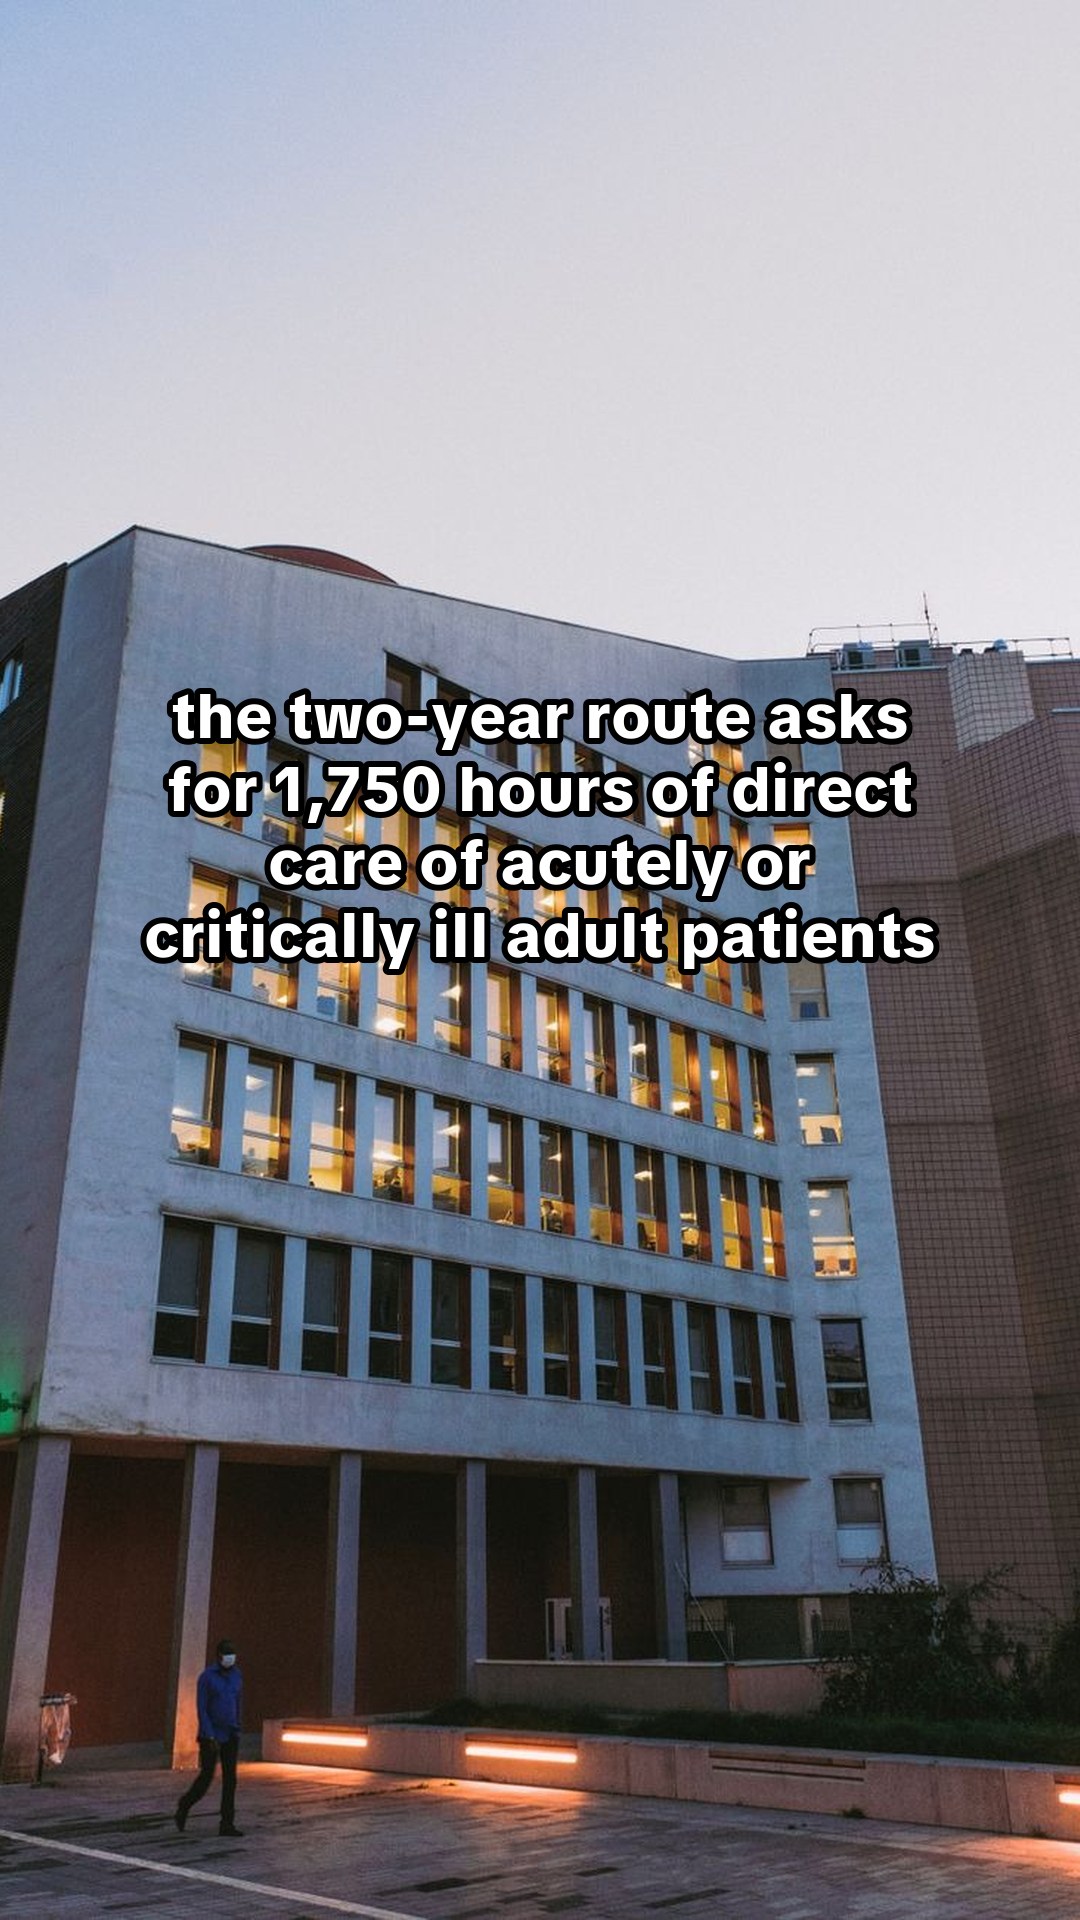 the two-year route asks
for 1,750 hours of direct
care of acutely or
critically ill adult patients